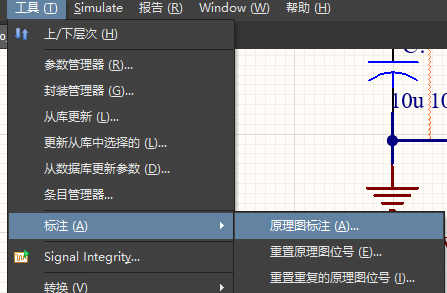 工具 (T) Simulate 报告 (R) Window (W) 帮助 (H)
上/下层次 (H)
参数管理器 (R)...
封装管理器 (G)...
从库更新 (L)...
更新从库中选择的 (L)...
从数据库更新参数 (D)...
条目管理器...
标注 (A)
原理图标注 (A)...
重置原理图位号 (E)...
Signal Integrity...
重置重复的原理图位号 (I)...
转换 (V)
10u 10